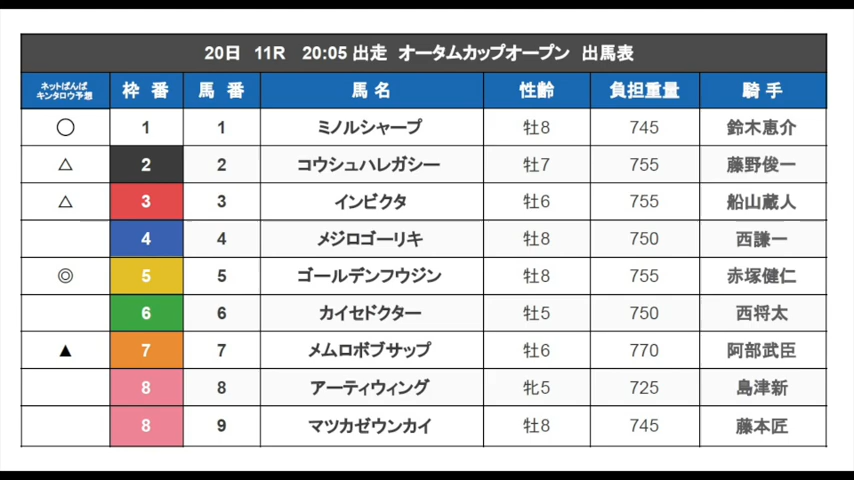 20日 11R 20:05 出走 オータムカップオープン 出馬表
ネットばんば
キンタロウ予想 枠番 馬番 馬名 性齢 負担重量 騎手
○ 1 1 ミノルシャープ 牡8 745 鈴木恵介
△ 2 2 コウシュハレガシー 牡7 755 藤野俊一
△ 3 3 インビクタ 牡6 755 船山蔵人
4 4 メジロゴーリキ 牡8 750 西謙一
◎ 5 5 ゴールデンフウジン 牡8 755 赤塚健仁
6 6 カイセドクター 牡5 750 西将太
▲ 7 7 メムロボブサップ 牡6 770 阿部武臣
8 8 アーティウィング 牝5 725 島津新
8 9 マツカゼウンカイ 牡8 745 藤本匠